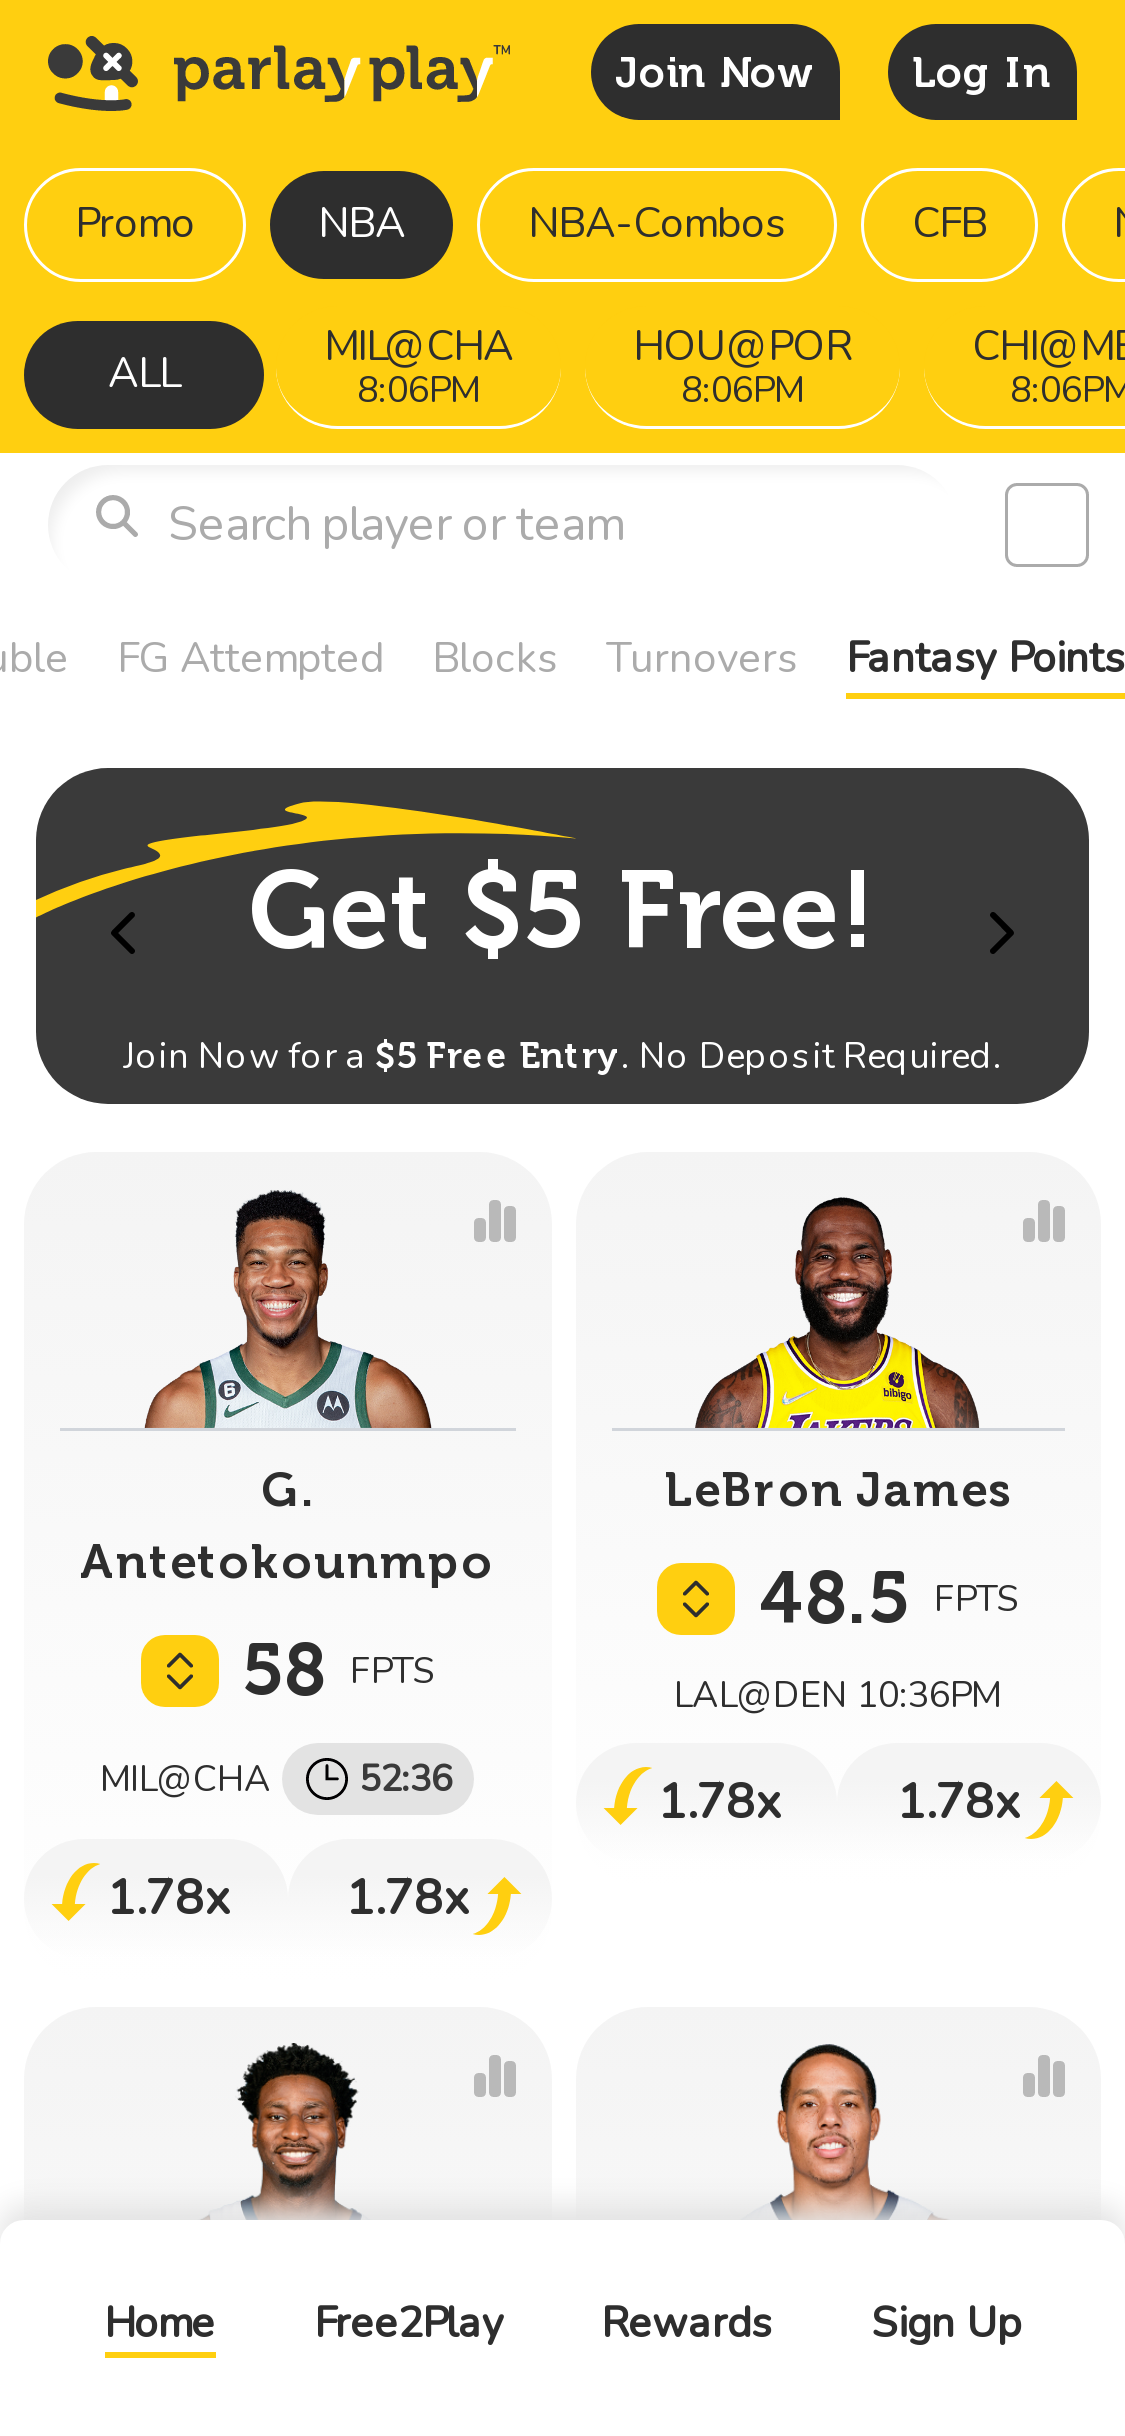 parlay play™
Join Now
Log In
Promo
NBA
NBA-Combos
CFB
ALL
MIL@CHA
8:06PM
HOU@POR
8:06PM
CHI@ME
8:06PM
Search player or team
uble
FG Attempted
Blocks
Turnovers
Fantasy Points
Get $5 Free!
Join Now for a $5 Free Entry. No Deposit Required.
6
bibigo
LAKERS
G.
Antetokounmpo
58 FPTS
MIL@CHA 52:36
1.78x
1.78x
LeBron James
48.5 FPTS
LAL@DEN 10:36PM
1.78x
1.78x
Home
Free2Play
Rewards
Sign Up